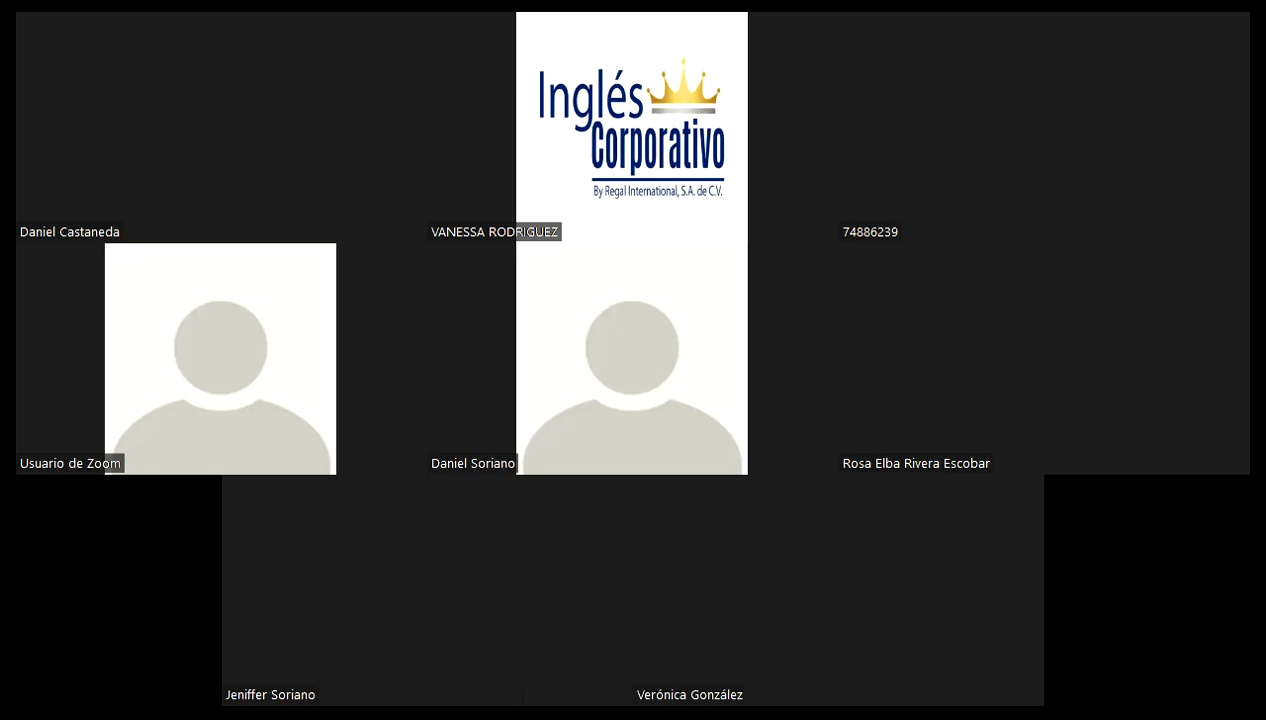 Inglés
Corporativo
By Regal International, S.A. de C.V.
Daniel Castaneda
VANESSA RODRIGUEZ
74886239
Usuario de Zoom
Daniel Soriano
Rosa Elba Rivera Escobar
Jeniffer Soriano
Verónica González